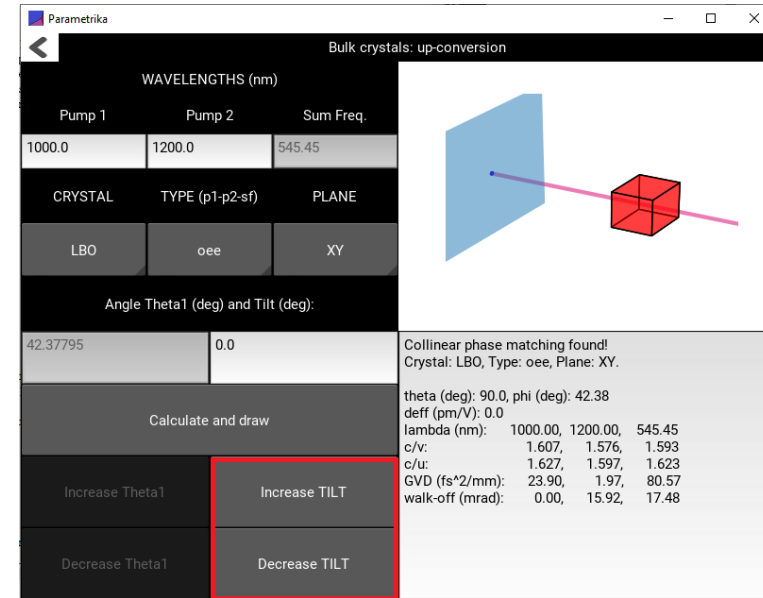 Parametrika
Bulk crystals: up-conversion
WAVELENGTHS (nm)
Pump 1 Pump 2 Sum Freq.
1000.0 1200.0 545.45
CRYSTAL TYPE (p1-p2-sf) PLANE
LBO oee XY
Angle Theta1 (deg) and Tilt (deg):
42.37795 0.0
Calculate and draw
Increase Theta1 Increase TILT
Decrease Theta1 Decrease TILT
Collinear phase matching found!
Crystal: LBO, Type: oee, Plane: XY.
theta (deg): 90.0, phi (deg): 42.38
deff (pm/V): 0.0
lambda (nm): 1000.00, 1200.00, 545.45
c/v: 1.607, 1.576, 1.593
c/u: 1.627, 1.597, 1.623
GVD (fs^2/mm): 23.90, 1.97, 80.57
walk-off (mrad): 0.00, 15.92, 17.48